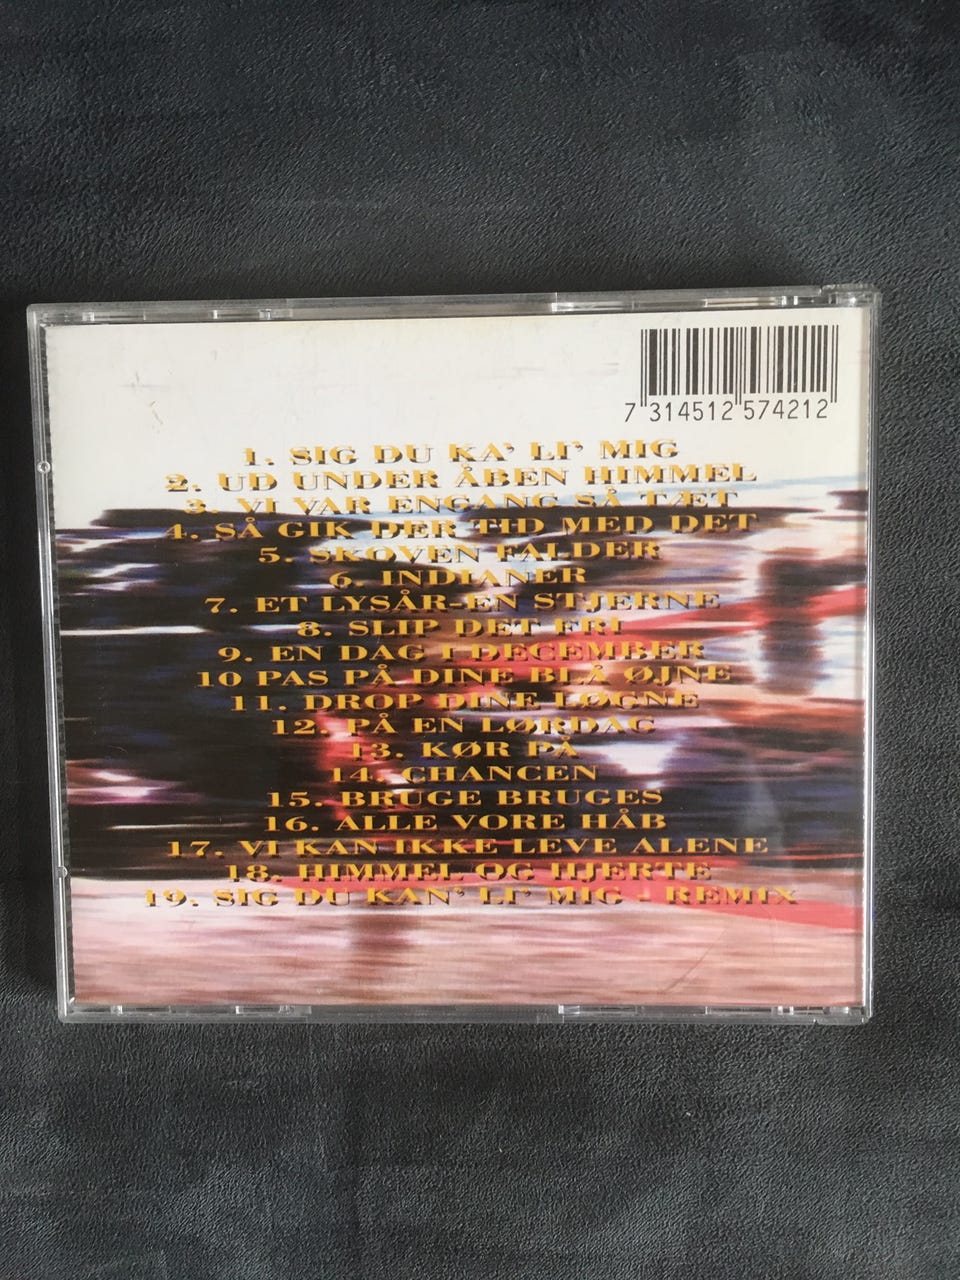 7 314512 574212
1. SIG DU KA' LI' MIG
2. UD UNDER ÅBEN HIMMEL
3. VI VAR ENGANG SÅ TÆT
4. SÅ GIK DER TID MED DET
5. SKOVEN FALDER
6. INDIANER
7. ET LYSÅR-EN STJERNE
8. SLIP DET FRI
9. EN DAG I DECEMBER
10 PAS PÅ DINE BLÅ ØJNE
11. DROP DINE LØGNE
12. PÅ EN LØRDAG
13. KØR PÅ
14. CHANCEN
15. BRUGE BRUGES
16. ALLE VORE HÅB
17. VI KAN IKKE LEVE ALENE
18. HIMMEL OG HJERTE
19. SIG DU KAN' LI' MIG - REMIX